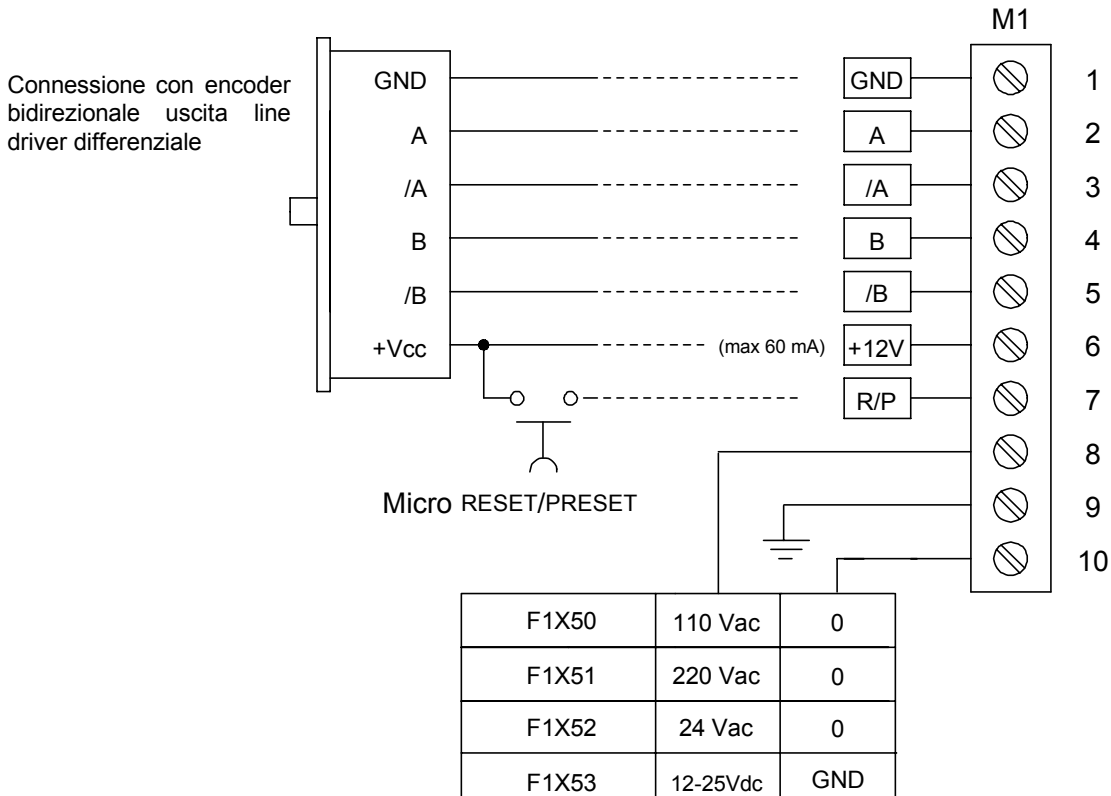 M1
Connessione con encoder
bidirezionale uscita line
driver differenziale
GND GND 1
A A 2
/A /A 3
B B 4
/B /B 5
+Vcc (max 60 mA) +12V 6
R/P 7
8
Micro RESET/PRESET
9
10
F1X50 110 Vac 0
F1X51 220 Vac 0
F1X52 24 Vac 0
F1X53 12-25Vdc GND